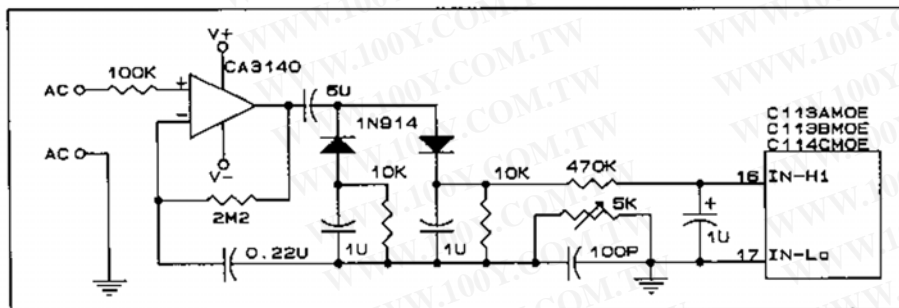 WWW.100Y.COM.TW
V+
CA3140
100K
AC
+
-
5U
1N914
C113AMOE
C113BMOE
C114CMOE
AC
V-
10K
10K
470K
16 IN-HI
2M2
5K
+
1U
0.22U
1U
1U
100P
17 IN-Lo